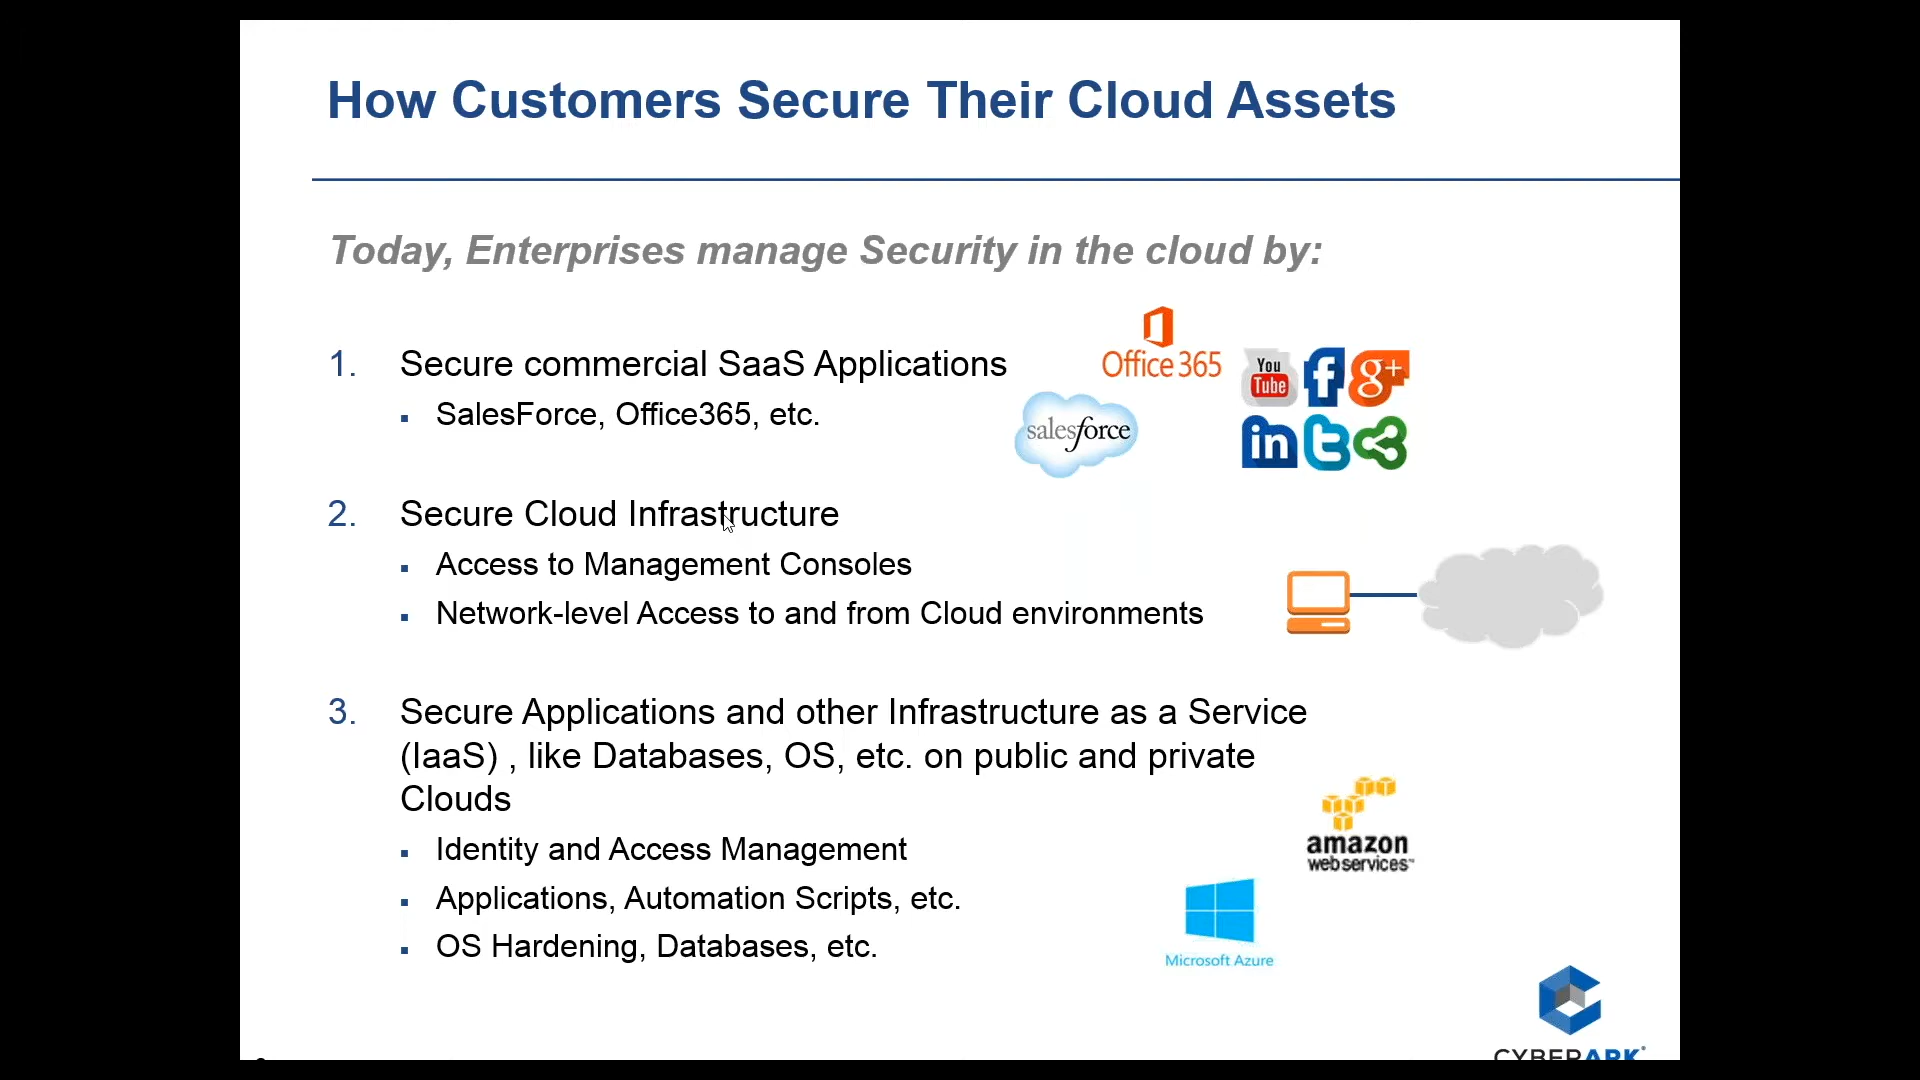 How Customers Secure Their Cloud Assets
Today, Enterprises manage Security in the cloud by:
1. Secure commercial SaaS Applications
▪ SalesForce, Office365, etc.
Office 365
salesforce
You
Tube
f
g+
in
t
2. Secure Cloud Infrastructure
▪ Access to Management Consoles
▪ Network-level Access to and from Cloud environments
3. Secure Applications and other Infrastructure as a Service
(IaaS) , like Databases, OS, etc. on public and private
Clouds
▪ Identity and Access Management
▪ Applications, Automation Scripts, etc.
▪ OS Hardening, Databases, etc.
amazon
webservices™
Microsoft Azure
CYBERARK®